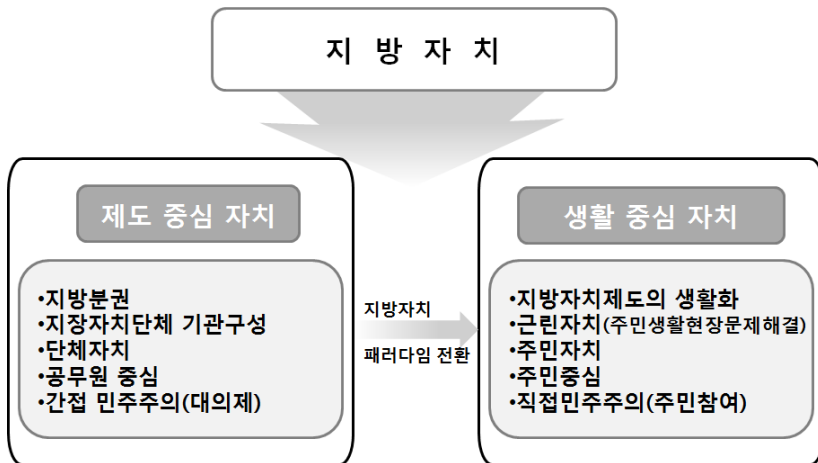 지 방 자 치
제도 중심 자치
•지방분권
•지장자치단체 기관구성
•단체자치
•공무원 중심
•간접 민주주의(대의제)
지방자치
패러다임 전환
생활 중심 자치
•지방자치제도의 생활화
•근린자치(주민생활현장문제해결)
•주민자치
•주민중심
•직접민주주의(주민참여)